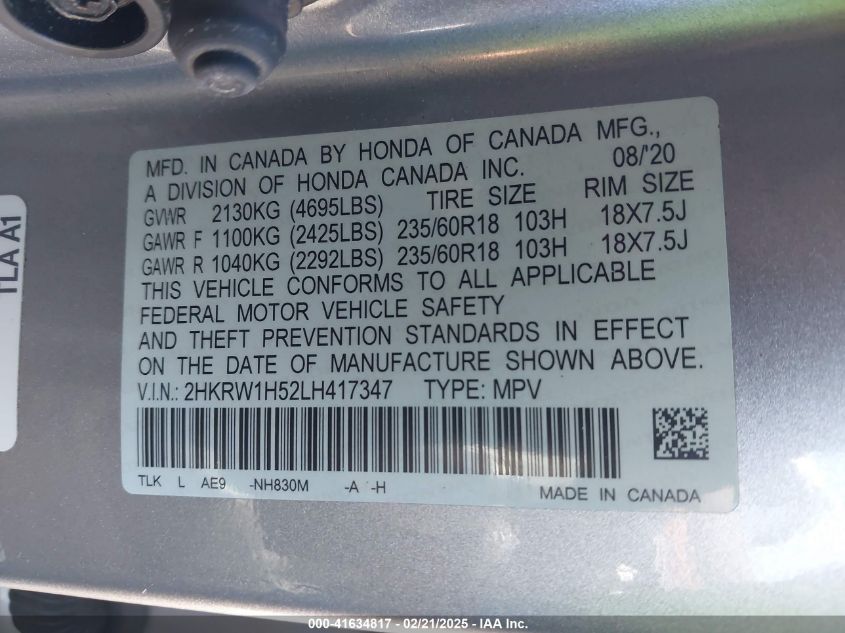 MFD. IN CANADA BY HONDA OF CANADA MFG.,
A DIVISION OF HONDA CANADA INC. 08/'20
GVWR 2130KG (4695LBS) TIRE SIZE RIM SIZE
GAWR F 1100KG (2425LBS) 235/60R18 103H 18X7.5J
GAWR R 1040KG (2292LBS) 235/60R18 103H 18X7.5J
THIS VEHICLE CONFORMS TO ALL APPLICABLE
FEDERAL MOTOR VEHICLE SAFETY
AND THEFT PREVENTION STANDARDS IN EFFECT
ON THE DATE OF MANUFACTURE SHOWN ABOVE.
V.I.N.: 2HKRW1H52LH417347 TYPE: MPV
TLK L AE9 -NH830M -A -H
MADE IN CANADA
TLA A1
000-41634817 - 02/21/2025 - IAA Inc.